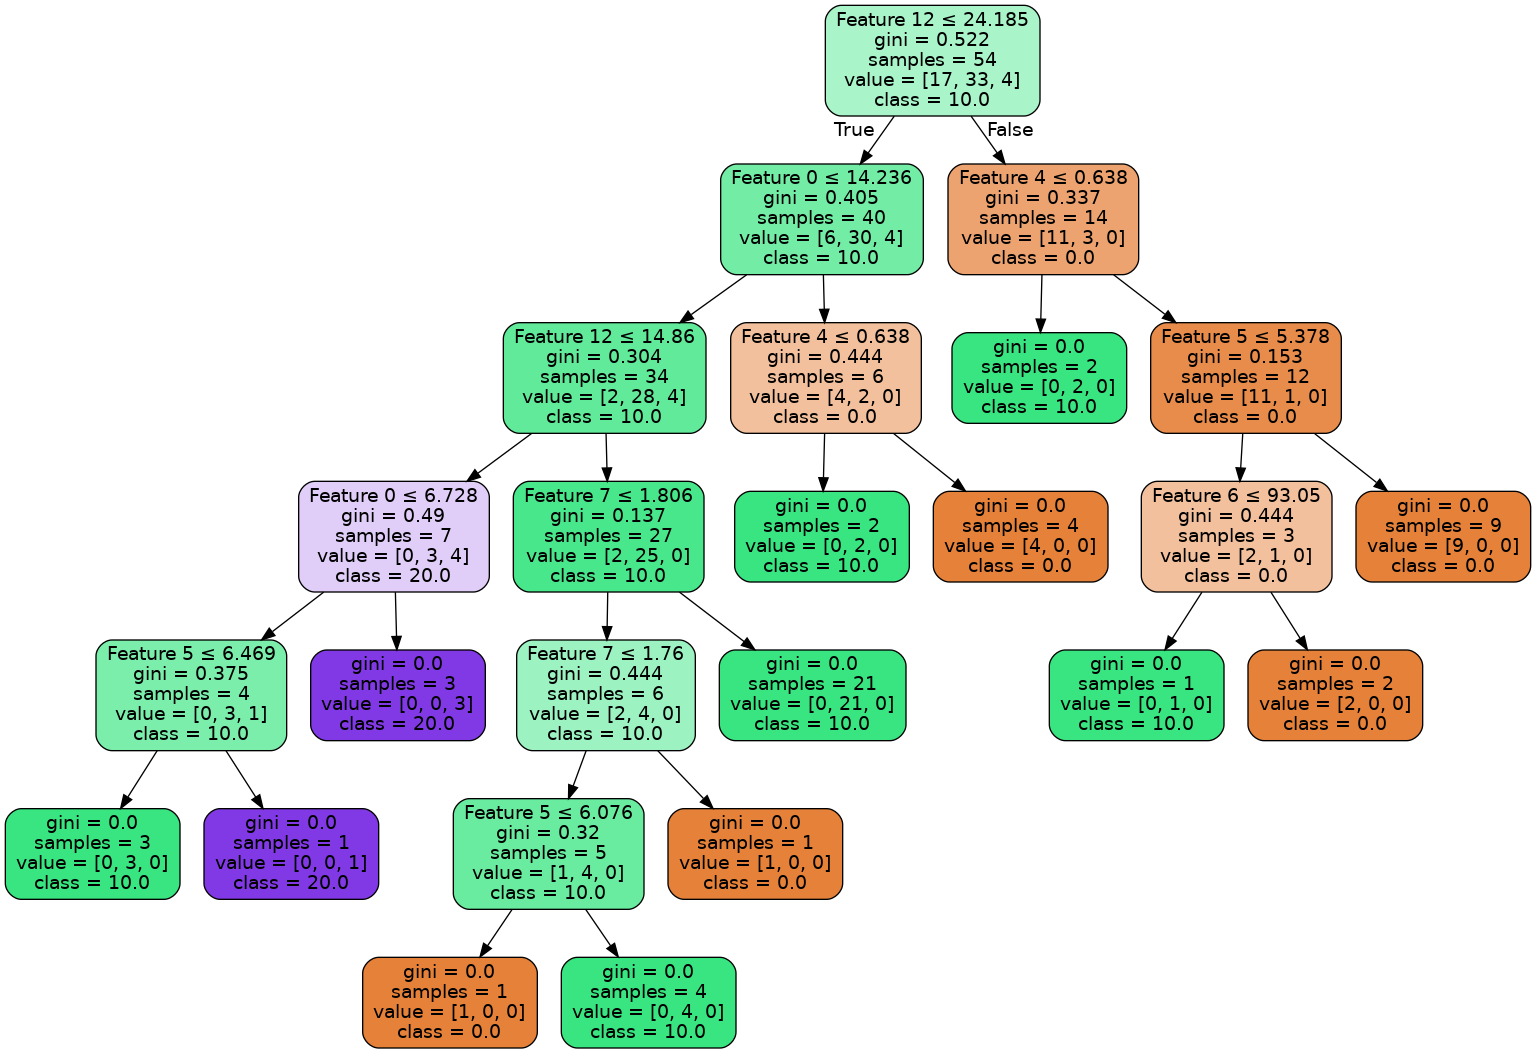 Feature 12 ≤ 24.185
gini = 0.522
samples = 54
value = [17, 33, 4]
class = 10.0
True
False
Feature 0 ≤ 14.236
gini = 0.405
samples = 40
value = [6, 30, 4]
class = 10.0
Feature 4 ≤ 0.638
gini = 0.337
samples = 14
value = [11, 3, 0]
class = 0.0
Feature 12 ≤ 14.86
gini = 0.304
samples = 34
value = [2, 28, 4]
class = 10.0
Feature 4 ≤ 0.638
gini = 0.444
samples = 6
value = [4, 2, 0]
class = 0.0
gini = 0.0
samples = 2
value = [0, 2, 0]
class = 10.0
Feature 5 ≤ 5.378
gini = 0.153
samples = 12
value = [11, 1, 0]
class = 0.0
Feature 0 ≤ 6.728
gini = 0.49
samples = 7
value = [0, 3, 4]
class = 20.0
Feature 7 ≤ 1.806
gini = 0.137
samples = 27
value = [2, 25, 0]
class = 10.0
gini = 0.0
samples = 2
value = [0, 2, 0]
class = 10.0
gini = 0.0
samples = 4
value = [4, 0, 0]
class = 0.0
Feature 6 ≤ 93.05
gini = 0.444
samples = 3
value = [2, 1, 0]
class = 0.0
gini = 0.0
samples = 9
value = [9, 0, 0]
class = 0.0
Feature 5 ≤ 6.469
gini = 0.375
samples = 4
value = [0, 3, 1]
class = 10.0
gini = 0.0
samples = 3
value = [0, 0, 3]
class = 20.0
Feature 7 ≤ 1.76
gini = 0.444
samples = 6
value = [2, 4, 0]
class = 10.0
gini = 0.0
samples = 21
value = [0, 21, 0]
class = 10.0
gini = 0.0
samples = 1
value = [0, 1, 0]
class = 10.0
gini = 0.0
samples = 2
value = [2, 0, 0]
class = 0.0
gini = 0.0
samples = 3
value = [0, 3, 0]
class = 10.0
gini = 0.0
samples = 1
value = [0, 0, 1]
class = 20.0
Feature 5 ≤ 6.076
gini = 0.32
samples = 5
value = [1, 4, 0]
class = 10.0
gini = 0.0
samples = 1
value = [1, 0, 0]
class = 0.0
gini = 0.0
samples = 1
value = [1, 0, 0]
class = 0.0
gini = 0.0
samples = 4
value = [0, 4, 0]
class = 10.0